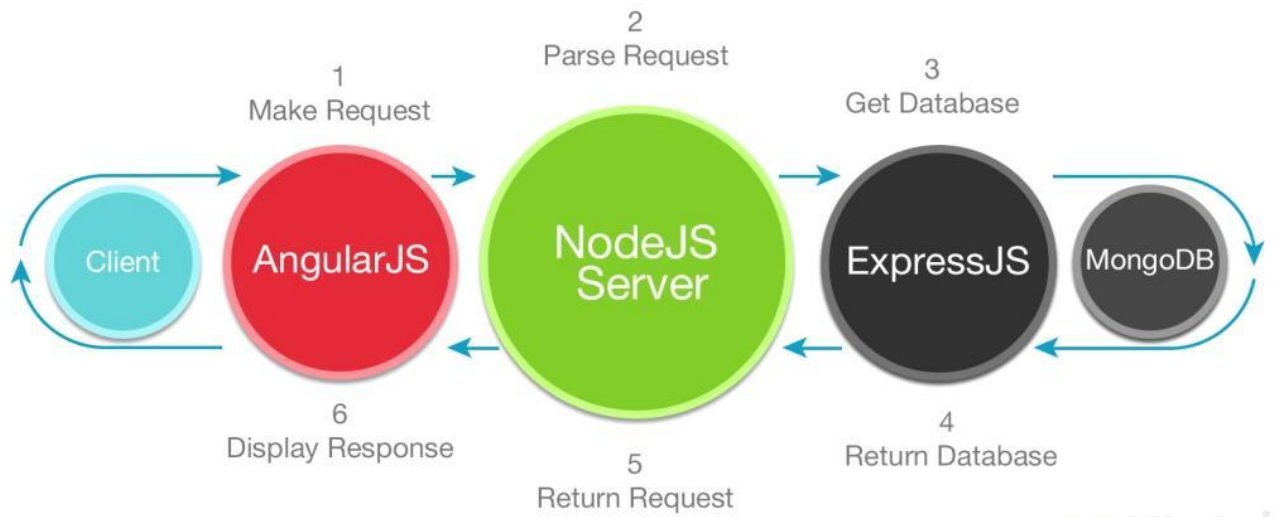 2
Parse Request
1
Make Request
3
Get Database
Client
AngularJS
NodeJS
Server
ExpressJS
MongoDB
6
Display Response
4
Return Database
5
Return Request